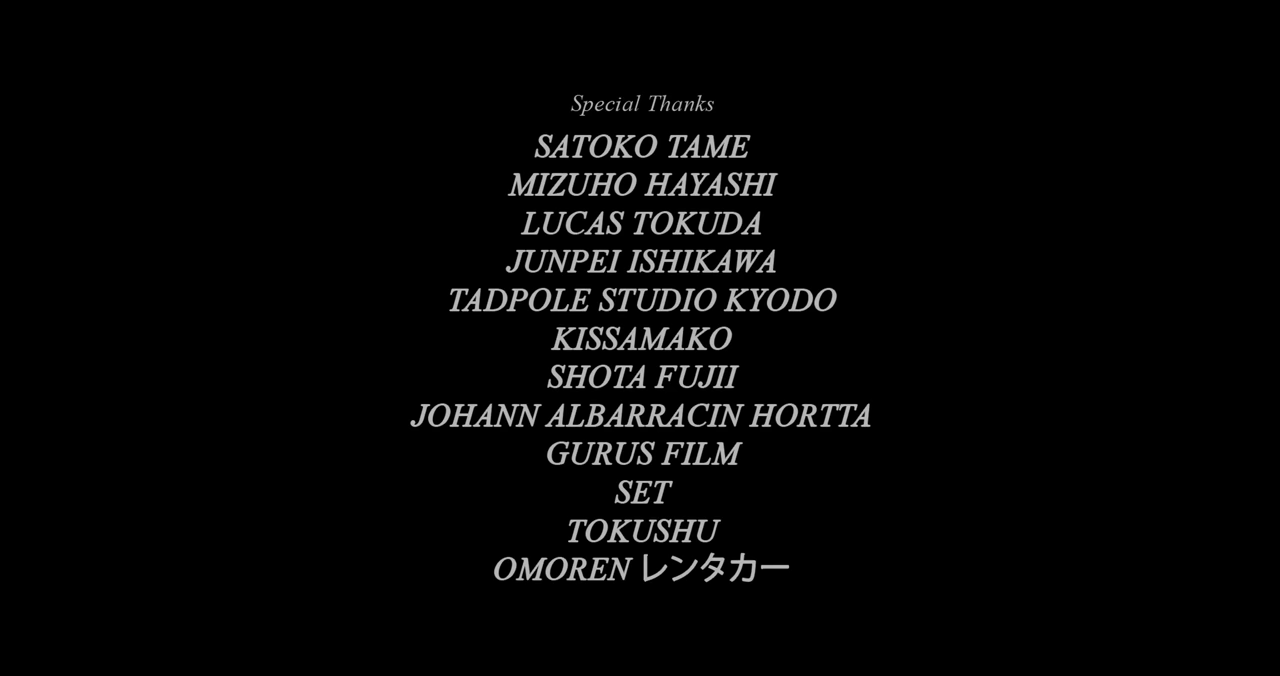 Special Thanks
SATOKO TAME
MIZUHO HAYASHI
LUCAS TOKUDA
JUNPEI ISHIKAWA
TADPOLE STUDIO KYODO
KISSAMAKO
SHOTA FUJII
JOHANN ALBARRACIN HORTTA
GURUS FILM
SET
TOKUSHU
OMOREN レンタカー